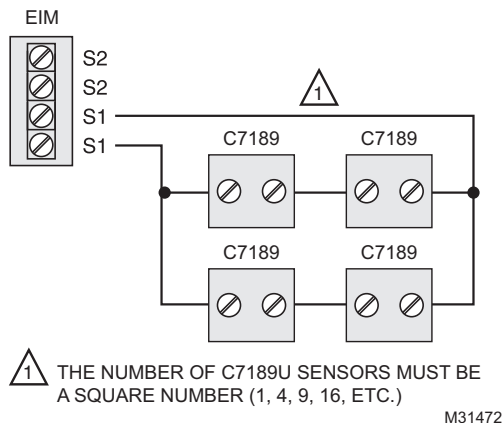 EIM
S2
S2
S1
S1
1
C7189 C7189
C7189 C7189
1 THE NUMBER OF C7189U SENSORS MUST BE
A SQUARE NUMBER (1, 4, 9, 16, ETC.)
M31472